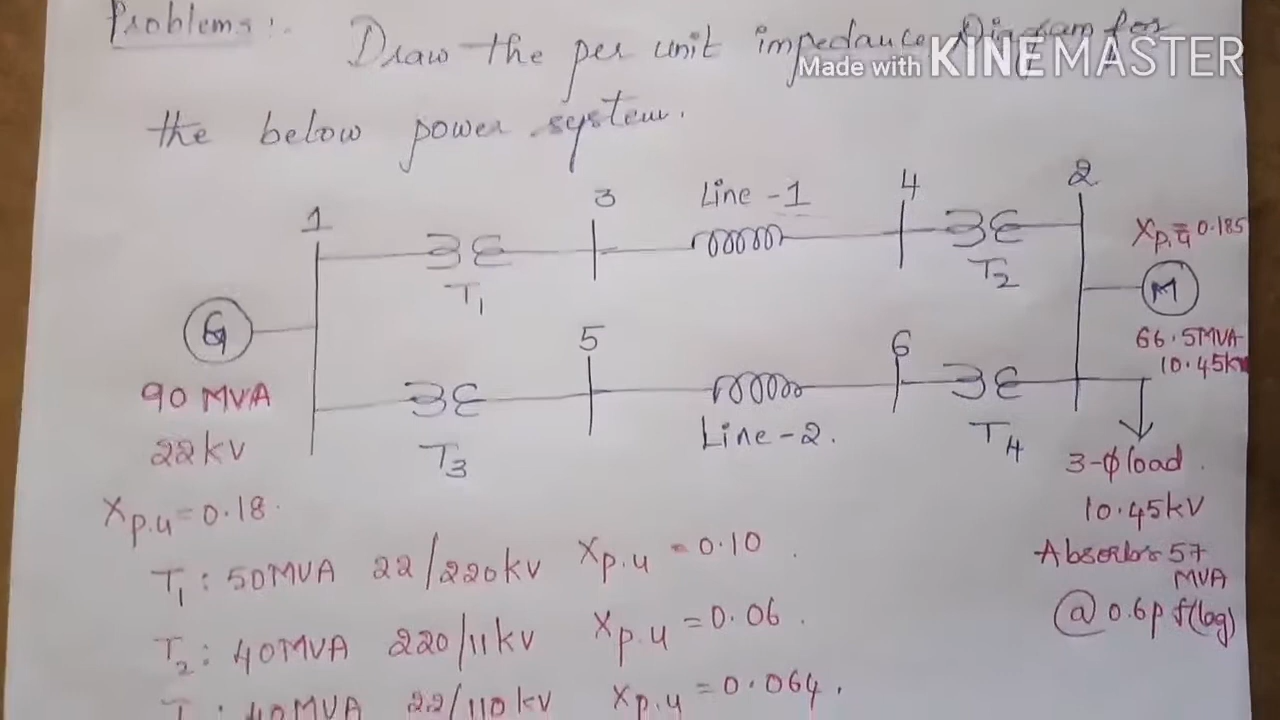 Problems:. Draw the per unit impedance Diagram for
Made with KINEMASTER
the below power system.
1
3
Line - 1
4
2
T1
T2
Xp.u = 0.185
G
M
66.5MVA
10.45kV
5
6
90 MVA
22kV
Xp.u = 0.18.
T3
Line - 2.
T4
3-ϕ load.
10.45kV
Absorbs 57
MVA
@ 0.6pf(lag)
T1 : 50MVA 22/220kV Xp.u = 0.10.
T2 : 40MVA 220/11kV Xp.u = 0.06.
: 40MVA 22/110kV Xp.u = 0.064.